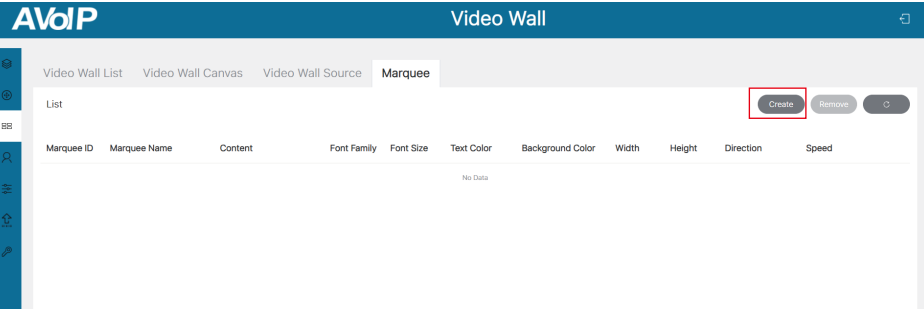 AVoIP Video Wall
Video Wall List Video Wall Canvas Video Wall Source Marquee
List Create Remove
Marquee ID Marquee Name Content Font Family Font Size Text Color Background Color Width Height Direction Speed
No Data